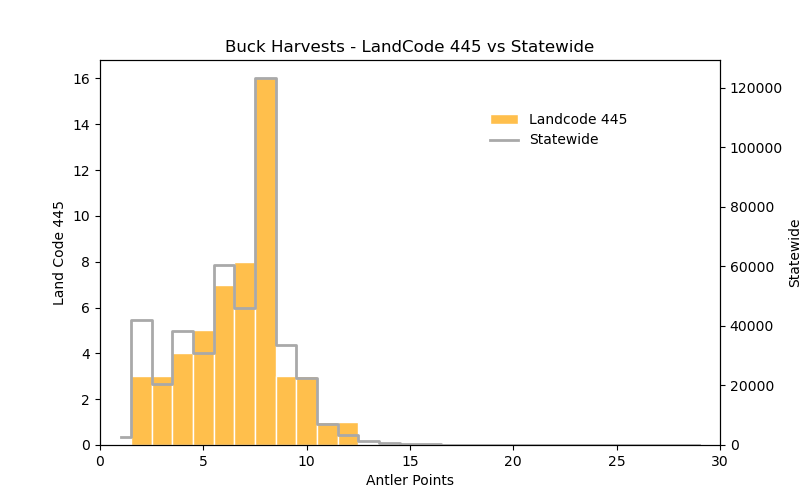 Buck Harvests - LandCode 445 vs Statewide
Land Code 445
16
14
12
10
8
6
4
2
0
Landcode 445
Statewide
120000
100000
80000
60000
40000
20000
0
Statewide
0 5 10 15 20 25 30
Antler Points